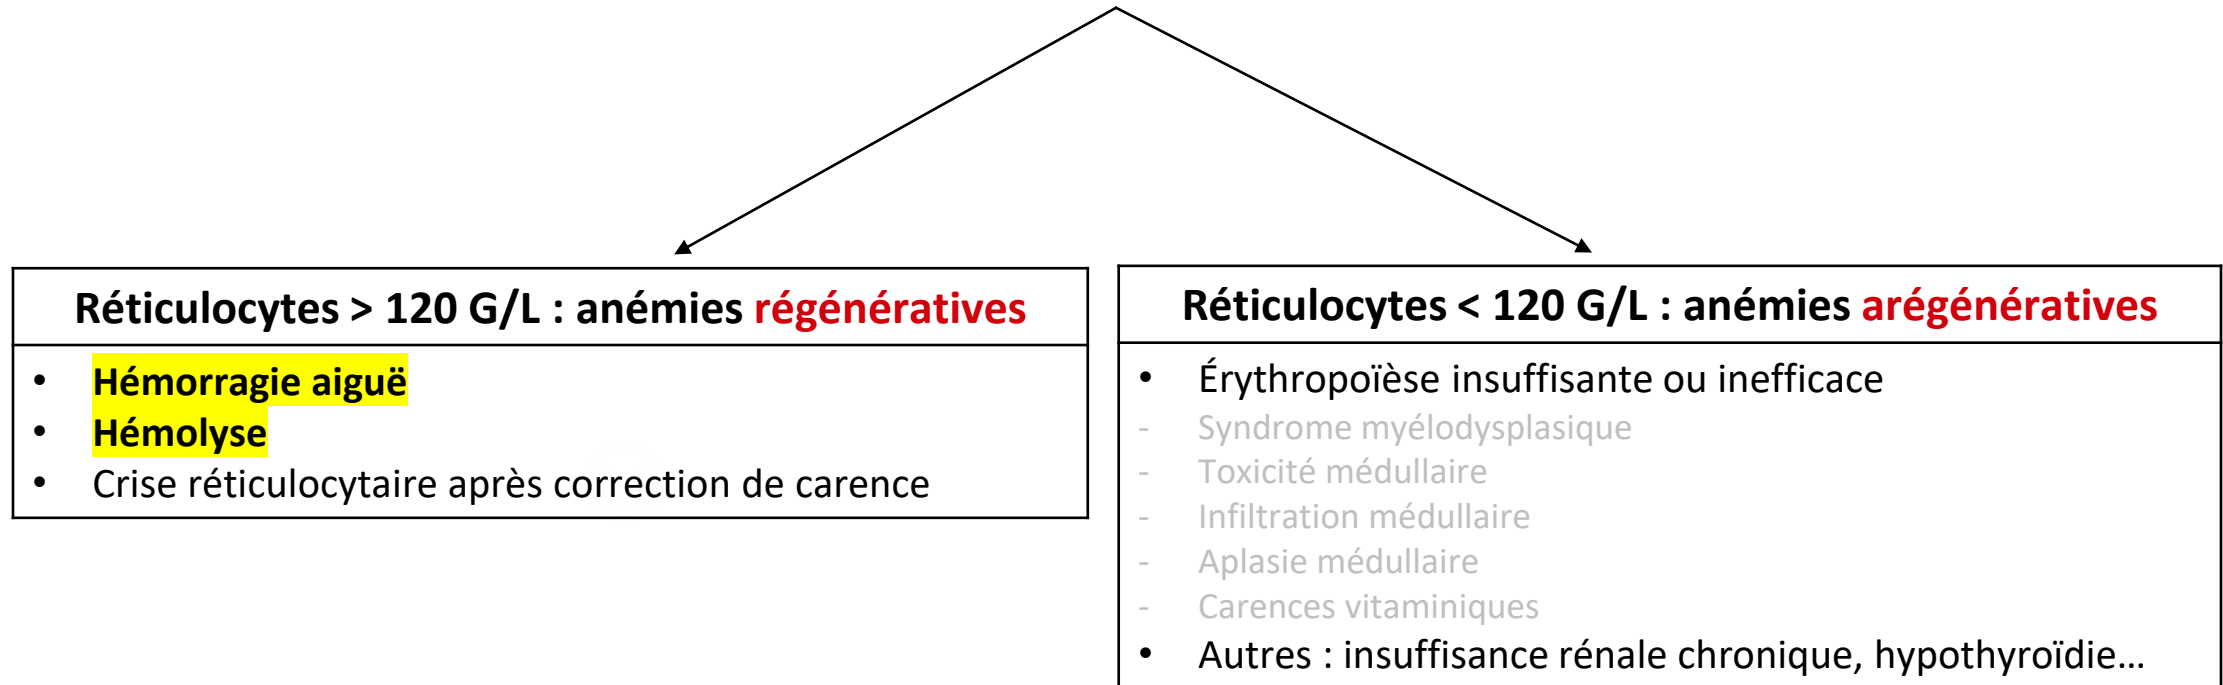 Réticulocytes > 120 G/L : anémies régénératives
• Hémorragie aiguë
• Hémolyse
• Crise réticulocytaire après correction de carence
Réticulocytes < 120 G/L : anémies arégénératives
• Érythropoïèse insuffisante ou inefficace
- Syndrome myélodysplasique
- Toxicité médullaire
- Infiltration médullaire
- Aplasie médullaire
- Carences vitaminiques
• Autres : insuffisance rénale chronique, hypothyroïdie...